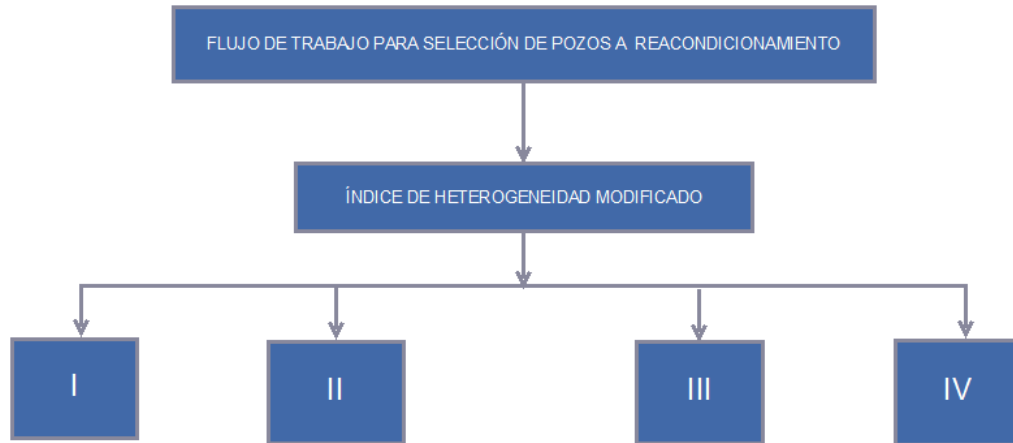 FLUJO DE TRABAJO PARA SELECCIÓN DE POZOS A REACONDICIONAMIENTO
ÍNDICE DE HETEROGENEIDAD MODIFICADO
I
II
III
IV